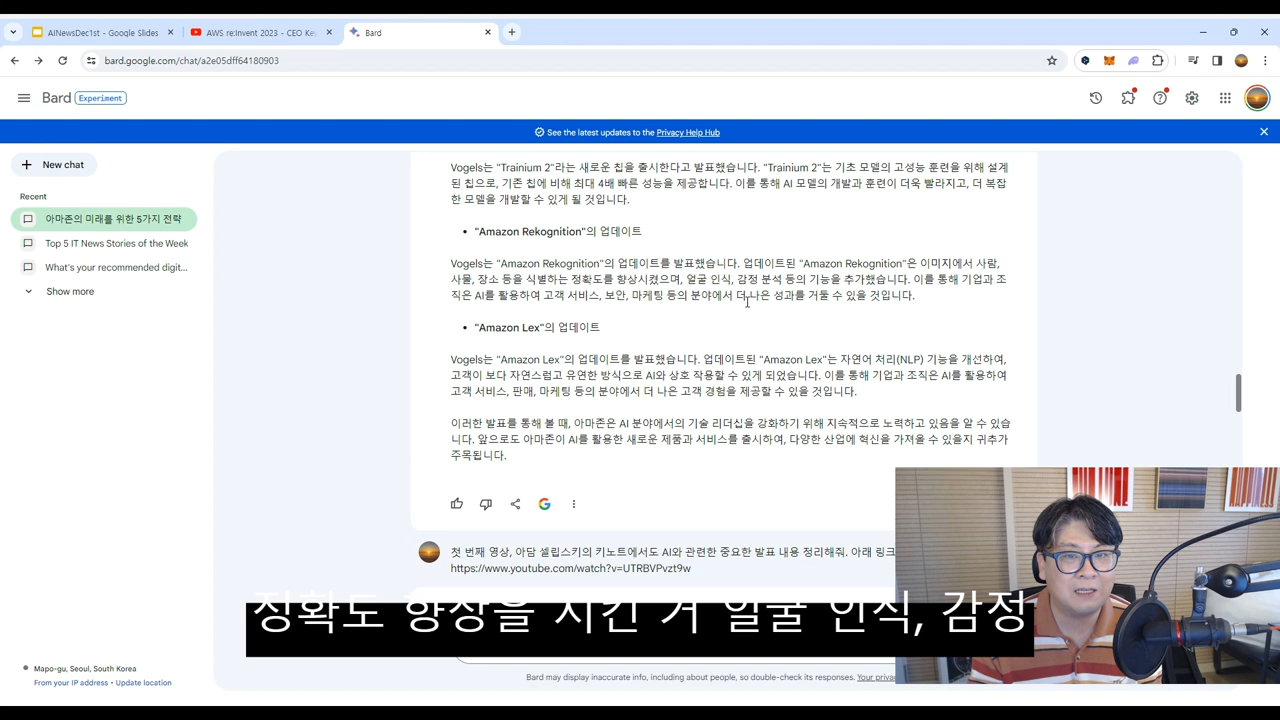 AINewsDec1st - Google Slides
AWS re:Invent 2023 - CEO Ke
Bard
bard.google.com/chat/a2e05dff64180903
Bard Experiment
See the latest updates to the Privacy Help Hub
New chat
Recent
아마존의 미래를 위한 5가지 전략
Top 5 IT News Stories of the Week
What's your recommended digit...
Show more
Vogels는 "Trainium 2"라는 새로운 칩을 출시한다고 발표했습니다. "Trainium 2"는 기초 모델의 고성능 훈련을 위해 설계
된 칩으로, 기존 칩에 비해 최대 4배 빠른 성능을 제공합니다. 이를 통해 AI 모델의 개발과 훈련이 더욱 빨라지고, 더 복잡
한 모델을 개발할 수 있게 될 것입니다.
• "Amazon Rekognition"의 업데이트
Vogels는 "Amazon Rekognition"의 업데이트를 발표했습니다. 업데이트된 "Amazon Rekognition"은 이미지에서 사람,
사물, 장소 등을 식별하는 정확도를 향상시켰으며, 얼굴 인식, 감정 분석 등의 기능을 추가했습니다. 이를 통해 기업과 조
직은 AI를 활용하여 고객 서비스, 보안, 마케팅 등의 분야에서 더 나은 성과를 거둘 수 있을 것입니다.
• "Amazon Lex"의 업데이트
Vogels는 "Amazon Lex"의 업데이트를 발표했습니다. 업데이트된 "Amazon Lex"는 자연어 처리(NLP) 기능을 개선하여,
고객이 보다 자연스럽고 유연한 방식으로 AI와 상호 작용할 수 있게 되었습니다. 이를 통해 기업과 조직은 AI를 활용하여
고객 서비스, 판매, 마케팅 등의 분야에서 더 나은 고객 경험을 제공할 수 있을 것입니다.
이러한 발표를 통해 볼 때, 아마존은 AI 분야에서의 기술 리더십을 강화하기 위해 지속적으로 노력하고 있음을 알 수 있습
니다. 앞으로도 아마존이 AI를 활용한 새로운 제품과 서비스를 출시하여, 다양한 산업에 혁신을 가져올 수 있을지 귀추가
주목됩니다.
첫 번째 영상, 아담 셀립스키의 키노트에서도 AI와 관련한 중요한 발표 내용 정리해줘. 아래 링크
https://www.youtube.com/watch?v=UTRBVPvzt9w
정확도 향상을 시킨 거 얼굴 인식, 감정
Mapo-gu, Seoul, South Korea
From your IP address • Update location
Bard may display inaccurate info, including about people, so double-check its responses. Your priva